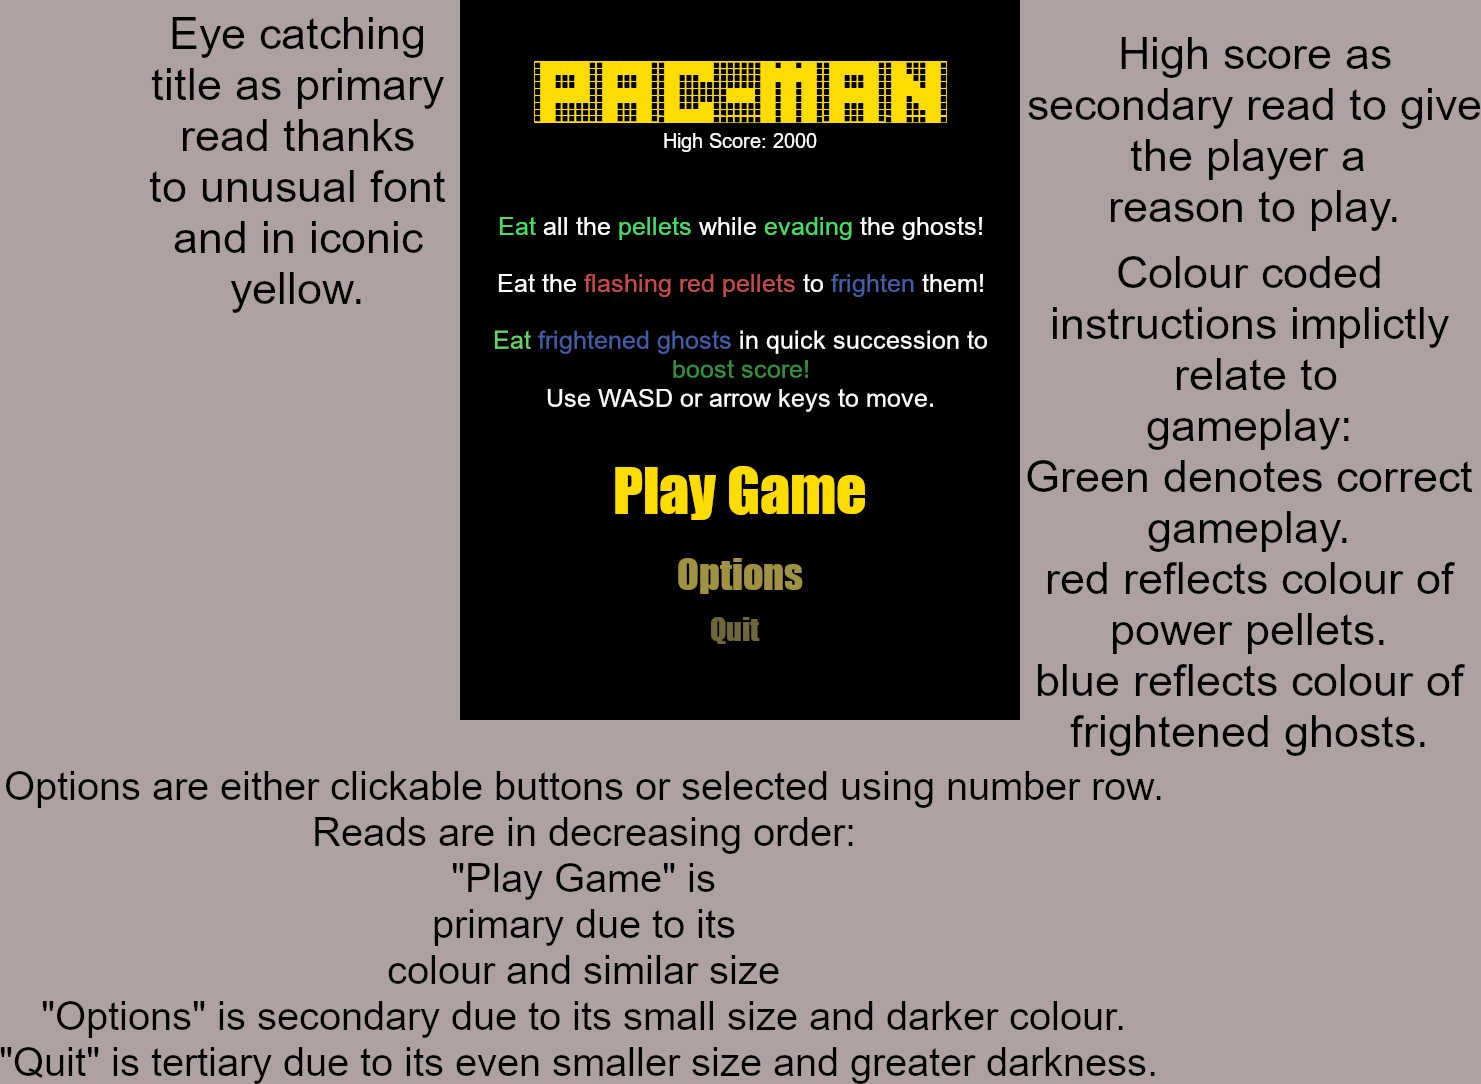 Eye catching
title as primary
read thanks
to unusual font
and in iconic
yellow.
PAC-MAN
High Score: 2000
Eat all the pellets while evading the ghosts!
Eat the flashing red pellets to frighten them!
Eat frightened ghosts in quick succession to
boost score!
Use WASD or arrow keys to move.
Play Game
Options
Quit
High score as
secondary read to give
the player a
reason to play.
Colour coded
instructions implictly
relate to
gameplay:
Green denotes correct
gameplay.
red reflects colour of
power pellets.
blue reflects colour of
frightened ghosts.
Options are either clickable buttons or selected using number row.
Reads are in decreasing order:
"Play Game" is
primary due to its
colour and similar size
"Options" is secondary due to its small size and darker colour.
"Quit" is tertiary due to its even smaller size and greater darkness.